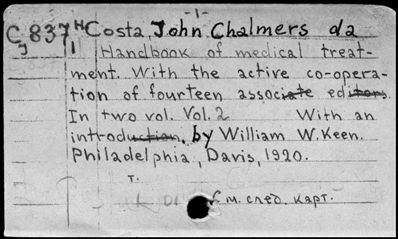 -1-
C 837 H Costa, John Chalmers da
J 1 Handbook of medical treat-
ment. With the active co-opera-
tion of fourteen associate editors.
In two vol. Vol. 2 With an
introduction, by William W. Keen.
Philadelphia, Davis, 1920.
т.
см. след. карт.